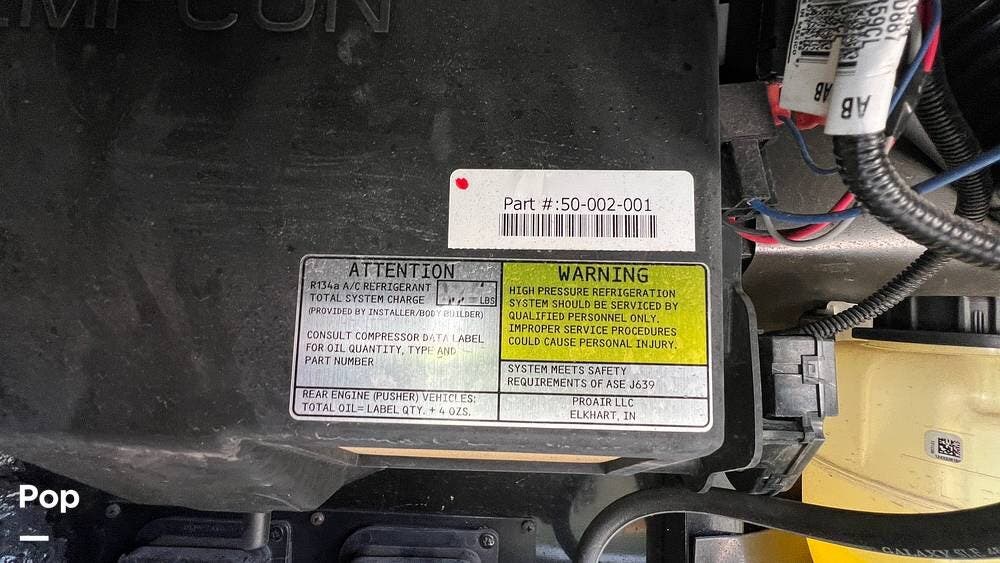 Part #:50-002-001
ATTENTION
R134a A/C REFRIGERANT
TOTAL SYSTEM CHARGE
LBS
(PROVIDED BY INSTALLER/BODY BUILDER)
CONSULT COMPRESSOR DATA LABEL
FOR OIL QUANTITY, TYPE AND
PART NUMBER
REAR ENGINE (PUSHER) VEHICLES:
TOTAL OIL= LABEL QTY. + 4 OZS.
WARNING
HIGH PRESSURE REFRIGERATION
SYSTEM SHOULD BE SERVICED BY
QUALIFIED PERSONNEL ONLY.
IMPROPER SERVICE PROCEDURES
COULD CAUSE PERSONAL INJURY.
SYSTEM MEETS SAFETY
REQUIREMENTS OF ASE J639
PROAIR LLC
ELKHART, IN
AB
AB
GALAXY SLE
Pop